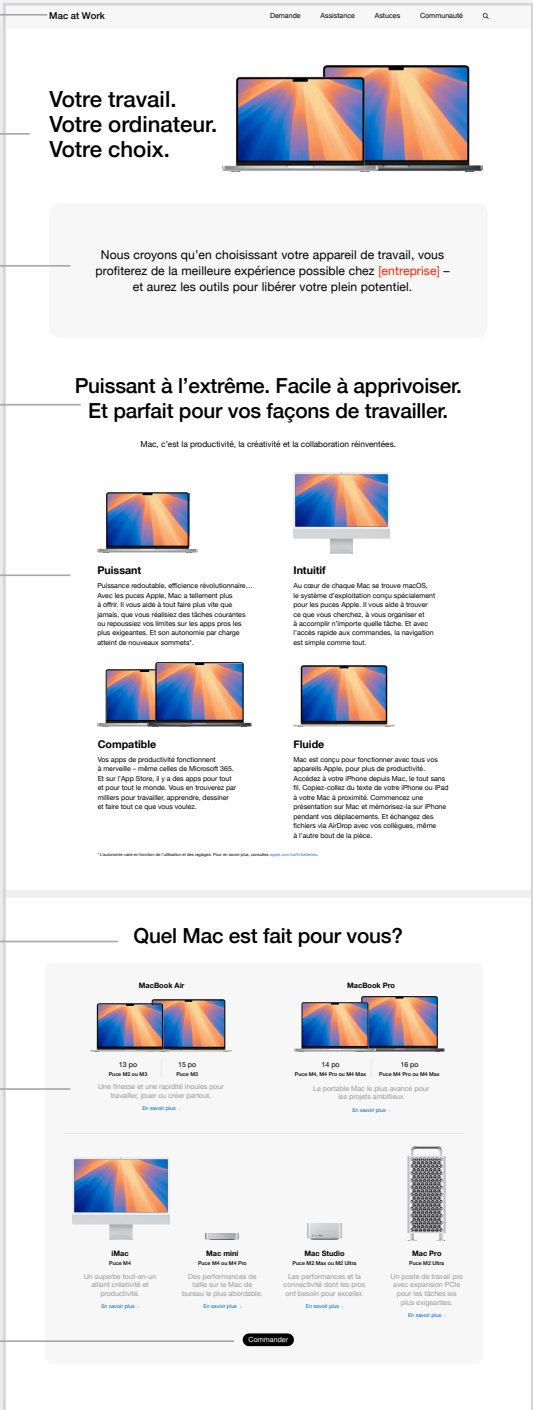 Mac at Work
Demande Assistance Astuces Communauté
Votre travail.
Votre ordinateur.
Votre choix.
Nous croyons qu'en choisissant votre appareil de travail, vous
profiterez de la meilleure expérience possible chez [entreprise] –
et aurez les outils pour libérer votre plein potentiel.
Puissant à l’extrême. Facile à apprivoiser.
Et parfait pour vos façons de travailler.
Mac, c’est la productivité, la créativité et la collaboration réinventées.
Puissant
Puissance redoutable, efficience révolutionnaire…
Avec les puces Apple, Mac a tellement plus
à offrir. Il vous aide à tout faire plus vite que
jamais, que vous réalisiez des tâches courantes
ou repoussiez vos limites sur les apps pros les
plus exigeantes. Et son autonomie par charge
atteint de nouveaux sommets*.
Intuitif
Au cœur de chaque Mac se trouve macOS,
le système d’exploitation conçu spécialement
pour les puces Apple. Il vous aide à trouver
ce que vous cherchez, à vous organiser et
à accomplir n’importe quelle tâche. Et avec
l’accès rapide aux commandes, la navigation
est simple comme tout.
Compatible
Vos apps de productivité fonctionnent
à merveille – même celles de Microsoft 365.
Et sur l’App Store, il y a des apps pour tout
et pour tout le monde. Vous en trouverez par
milliers pour travailler, apprendre, dessiner
et faire tout ce que vous voulez.
Fluide
Mac est conçu pour fonctionner avec tous vos
appareils Apple, pour plus de productivité.
Accédez à votre iPhone depuis Mac, le tout sans
fil. Copiez-collez du texte de votre iPhone ou iPad
à votre Mac à proximité. Commencez une
présentation sur Mac et mémorisez-la sur iPhone
pendant vos déplacements. Et échangez des
fichiers via AirDrop avec vos collègues, même
à l’autre bout de la pièce.
* L’autonomie varie en fonction de l’utilisation et des réglages. Pour en savoir plus, consultez apple.com/ca/fr/batteries.
Quel Mac est fait pour vous?
MacBook Air
13 po 15 po
Puce M2 ou M3 Puce M3
Une finesse et une rapidité inouïes pour
travailler, jouer ou créer partout.
En savoir plus ›
MacBook Pro
14 po 16 po
Puce M4, M4 Pro ou M4 Max Puce M4 Pro ou M4 Max
Le portable Mac le plus avancé pour
les projets ambitieux
En savoir plus ›
iMac
Puce M4
Un superbe tout-en-un
alliant créativité et
productivité.
En savoir plus ›
Mac mini
Puce M4 ou M4 Pro
Des performances de
taille sur le Mac de
bureau le plus abordable.
En savoir plus ›
Mac Studio
Puce M2 Max ou M2 Ultra
Les performances et la
connectivité dont les pros
ont besoin pour exceller.
En savoir plus ›
Mac Pro
Puce M2 Ultra
Un poste de travail pro
avec expansion PCIe
pour les tâches les
plus exigeantes.
En savoir plus ›
Commander